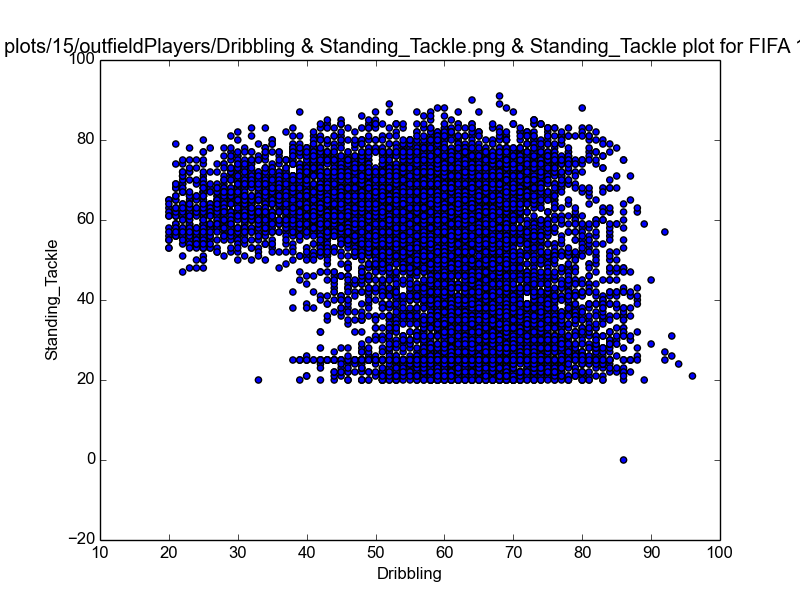 plots/15/outfieldPlayers/Dribbling & Standing_Tackle.png & Standing_Tackle plot for FIFA 1
100
80
60
40
20
0
−20
Standing_Tackle
10 20 30 40 50 60 70 80 90 100
Dribbling